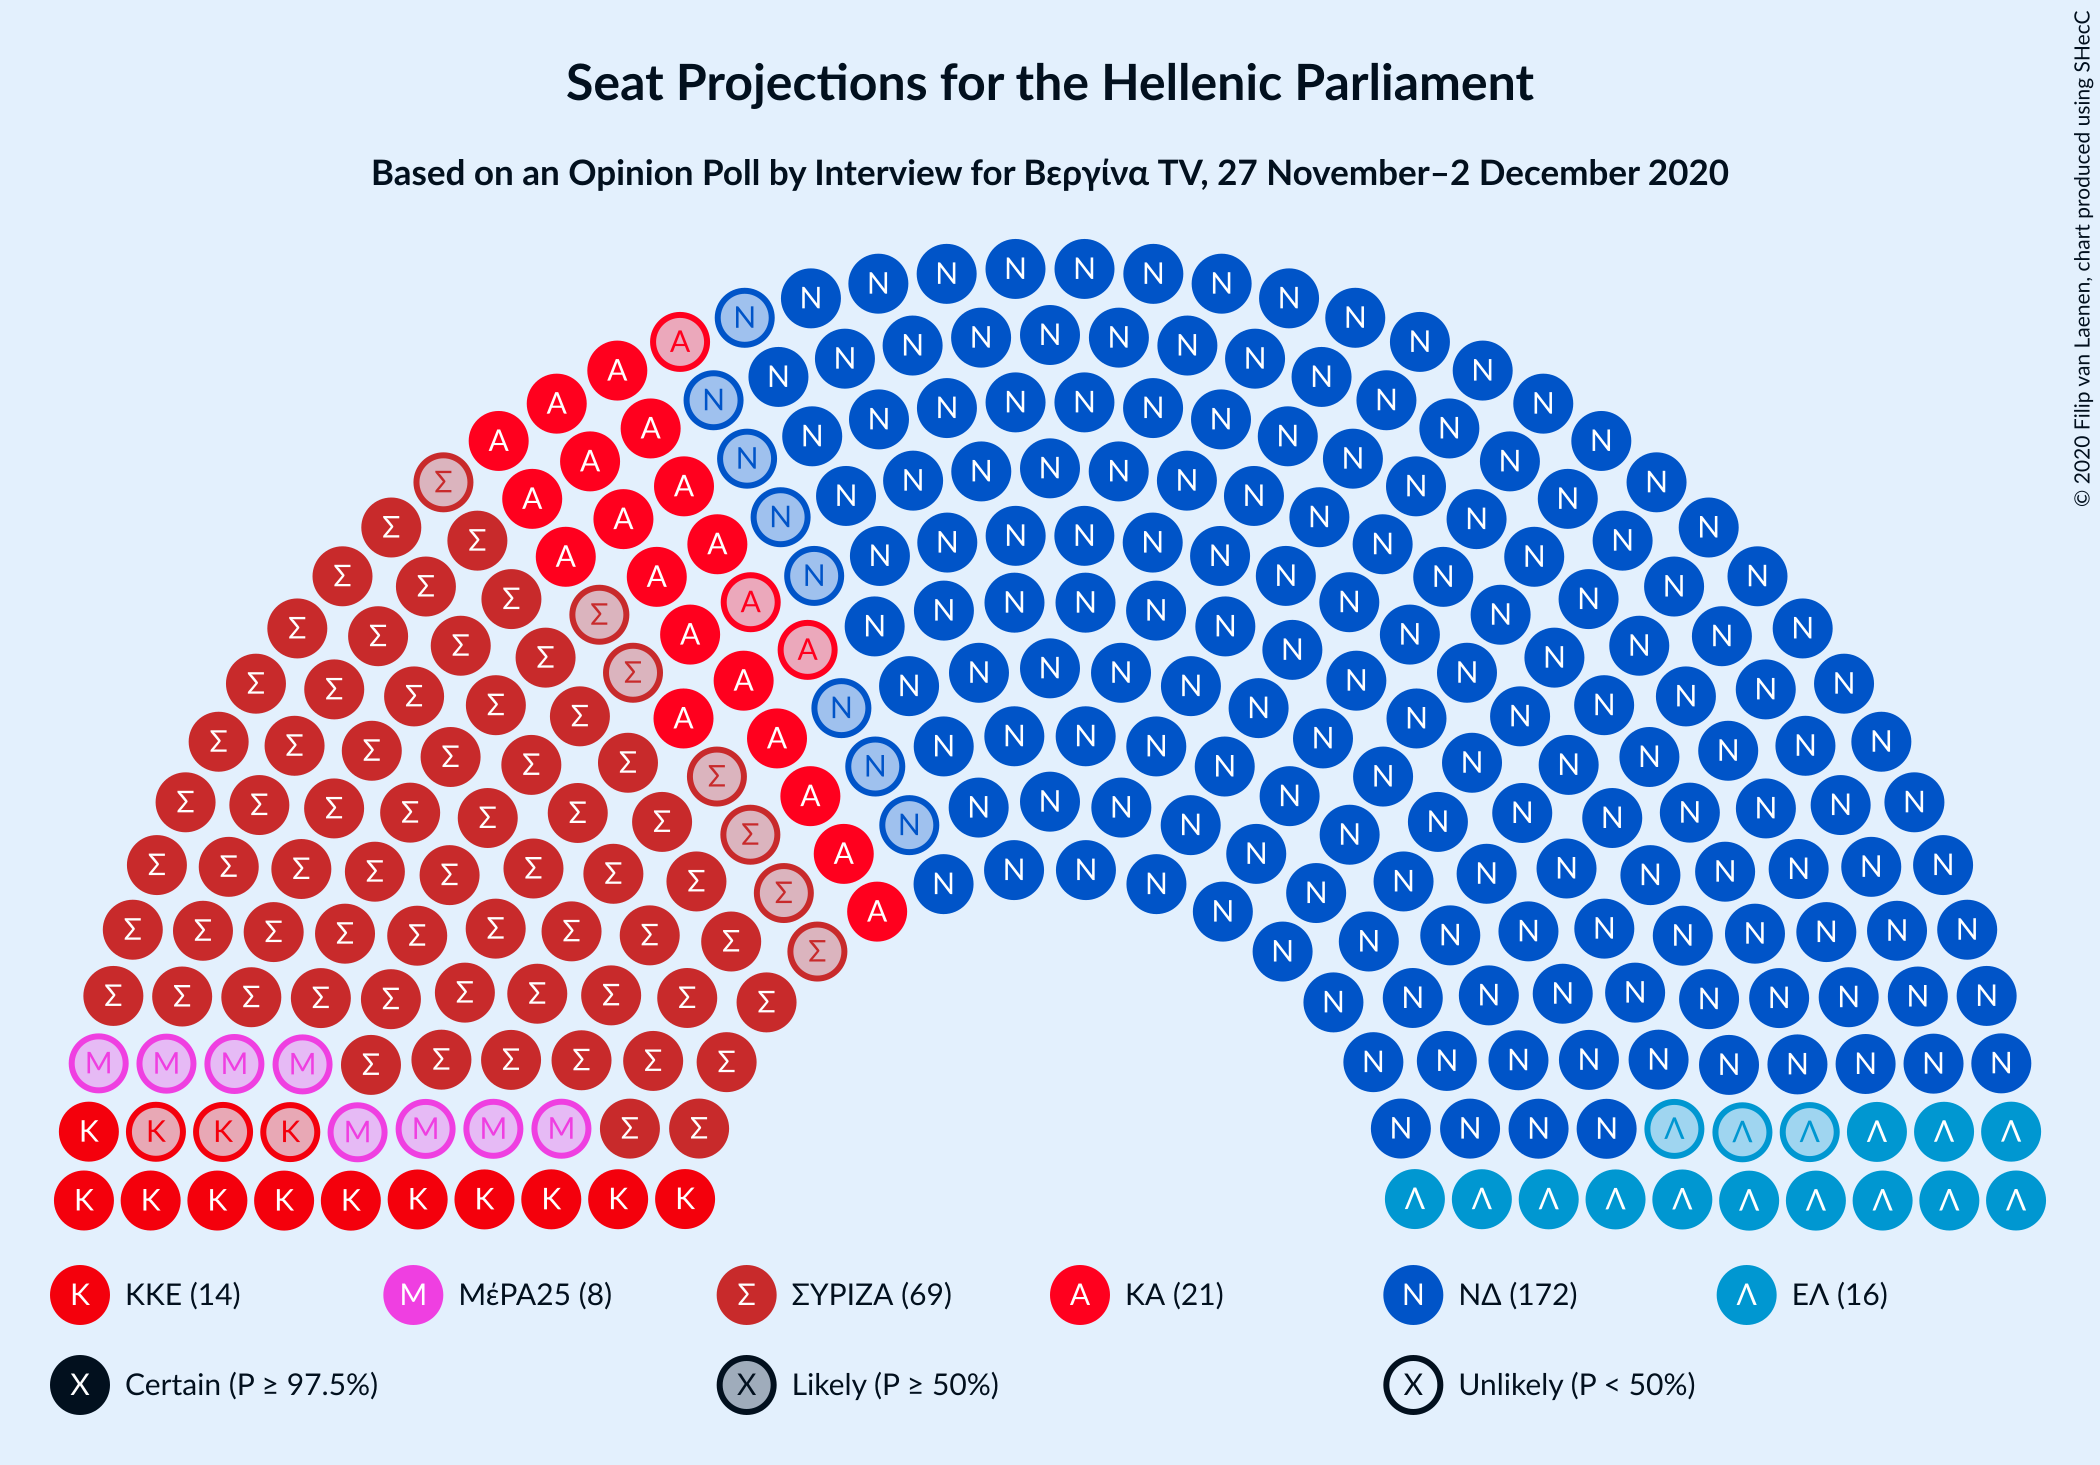 Seat Projections for the Hellenic Parliament
Based on an Opinion Poll by Interview for Βεργίνα TV, 27 November–2 December 2020
© 2020 Filip van Laenen, chart produced using SHecC
K ΚΚΕ (14) M ΜέΡΑ25 (8) Σ ΣΥΡΙΖΑ (69) A ΚΑ (21) N ΝΔ (172) Λ ΕΛ (16)
X Certain (P ≥ 97.5%) X Likely (P ≥ 50%) X Unlikely (P < 50%)